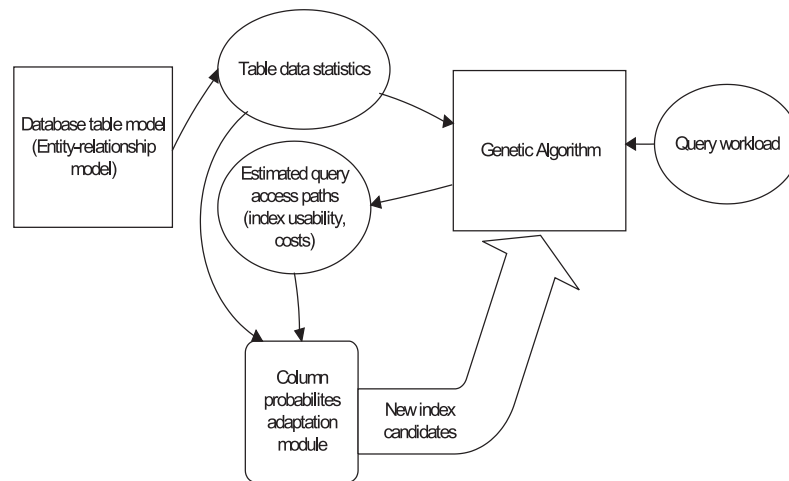 Table data statistics
Database table model
(Entity-relationship
model)
Genetic Algorithm
Query workload
Estimated query
access paths
(index usability,
costs)
Column
probabilites
adaptation
module
New index
candidates